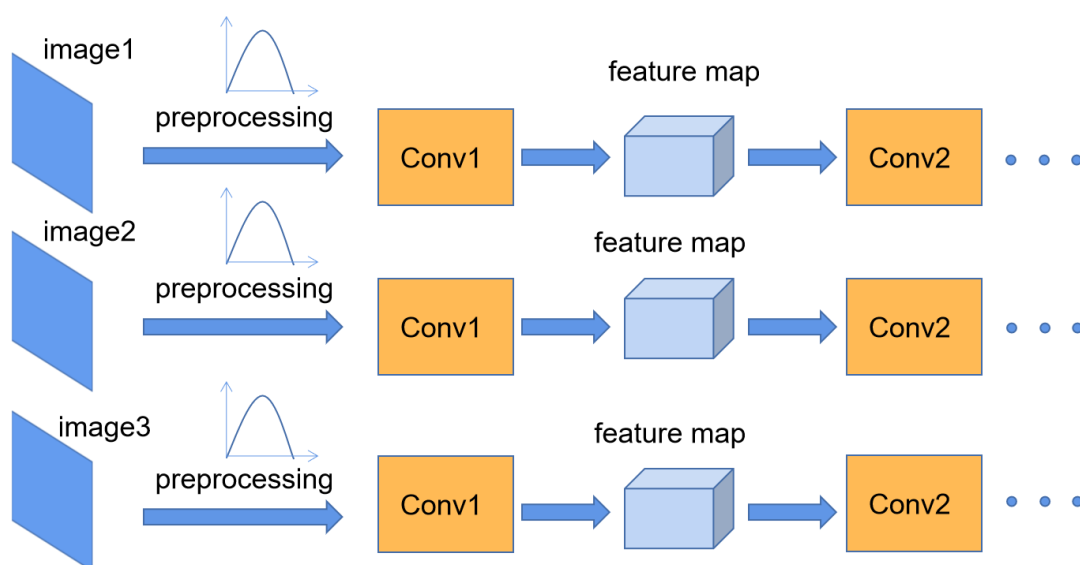 image1
preprocessing
Conv1
feature map
Conv2
image2
preprocessing
Conv1
feature map
Conv2
image3
preprocessing
Conv1
feature map
Conv2